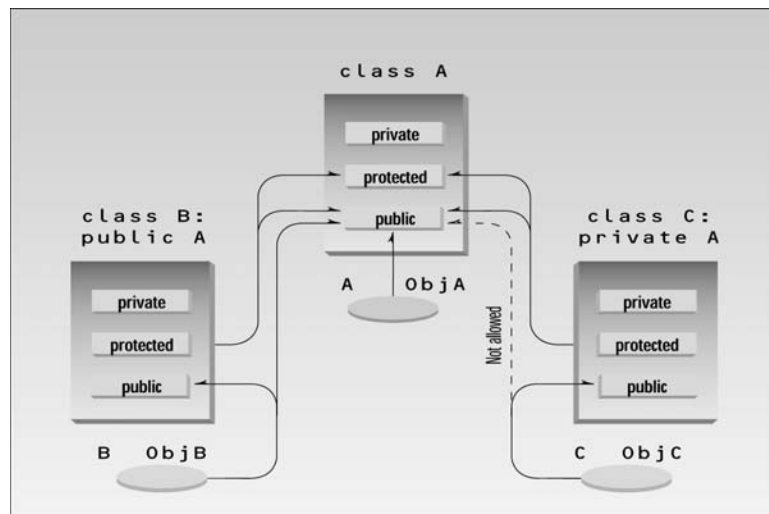 class A
private
protected
public
class B:
public A
private
protected
public
class C:
private A
private
protected
public
A ObjA
Not allowed
B ObjB
C ObjC